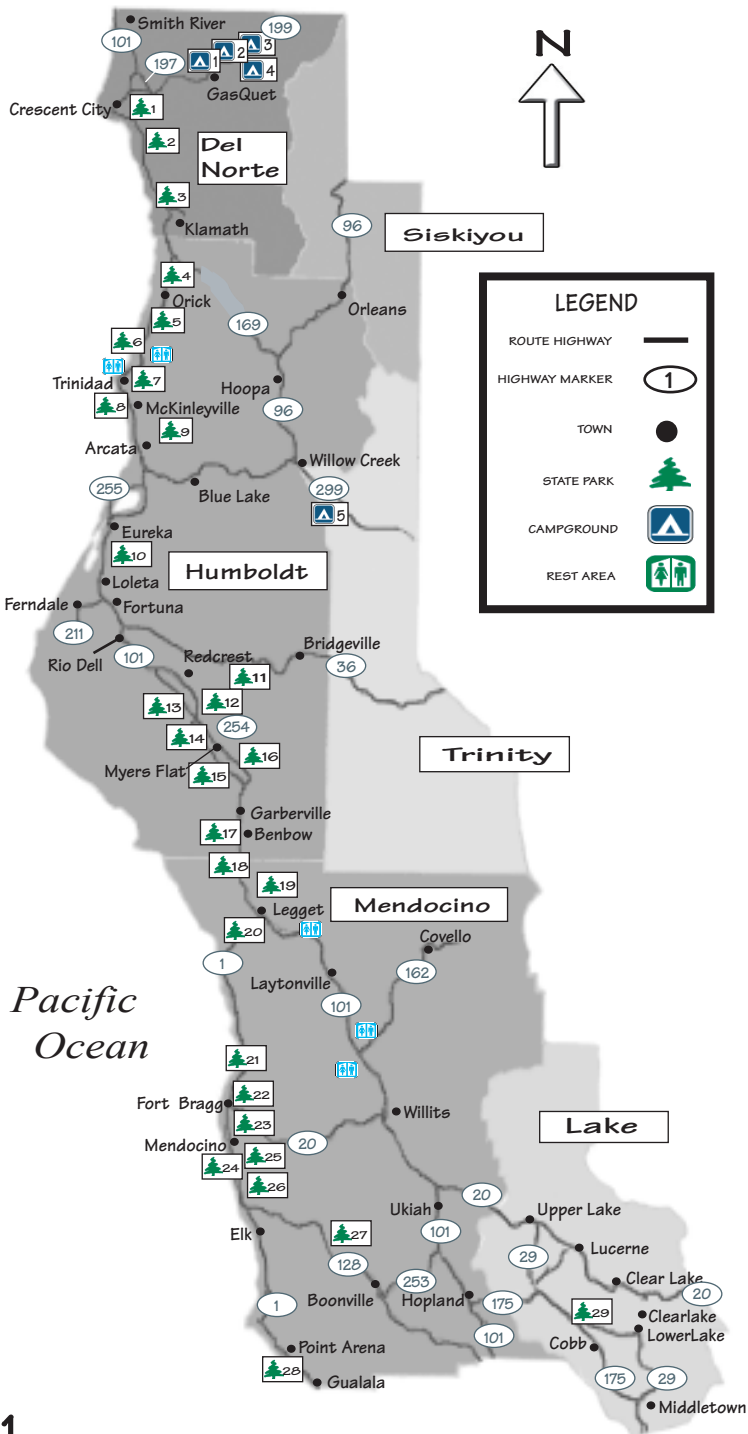 Smith River
101
199
3
2
1
197
4
GasQuet
Crescent City
1
2
Del
Norte
3
Klamath
N
96
Siskiyou
4
Orick
5
169
Orleans
6
Trinidad
7
Hoopa
8
McKinleyville
96
9
Arcata
Willow Creek
Blue Lake
299
255
5
Eureka
10
Humboldt
Loleta
Ferndale
Fortuna
211
Rio Dell
101
Redcrest
Bridgeville
36
11
12
13
254
14
16
Myers Flat
15
Trinity
Garberville
17
Benbow
18
19
Legget
Mendocino
20
Covello
1
162
Laytonville
101
Pacific
Ocean
21
22
Fort Bragg
23
Willits
Lake
Mendocino
20
25
24
26
20
Ukiah
Upper Lake
Elk
27
101
29
Lucerne
128
253
Clear Lake
20
Boonville
Hopland
175
29
Clearlake
LowerLake
1
101
Cobb
Point Arena
28
175
29
Gualala
Middletown
LEGEND
ROUTE HIGHWAY
HIGHWAY MARKER
1
TOWN
STATE PARK
CAMPGROUND
REST AREA
1